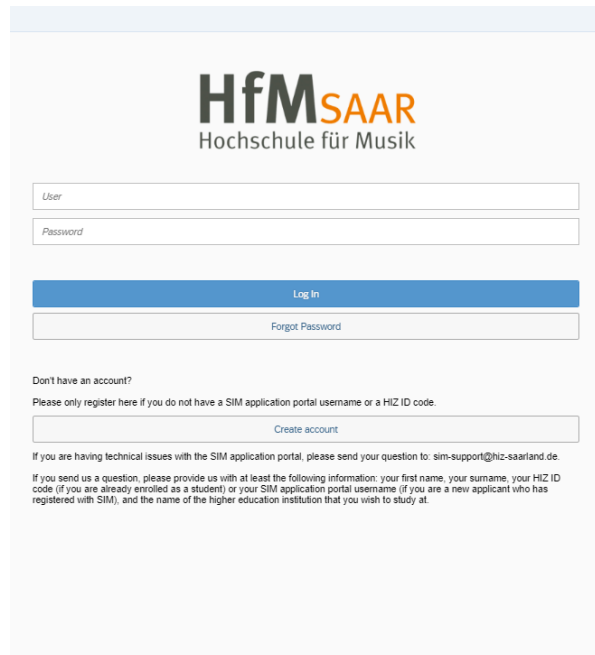 HfMSAAR
Hochschule für Musik
User
Password
Log In
Forgot Password
Don't have an account?
Please only register here if you do not have a SIM application portal username or a HIZ ID code.
Create account
If you are having technical issues with the SIM application portal, please send your question to: sim-support@hiz-saarland.de.
If you send us a question, please provide us with at least the following information: your first name, your surname, your HIZ ID
code (if you are already enrolled as a student) or your SIM application portal username (if you are a new applicant who has
registered with SIM), and the name of the higher education institution that you wish to study at.